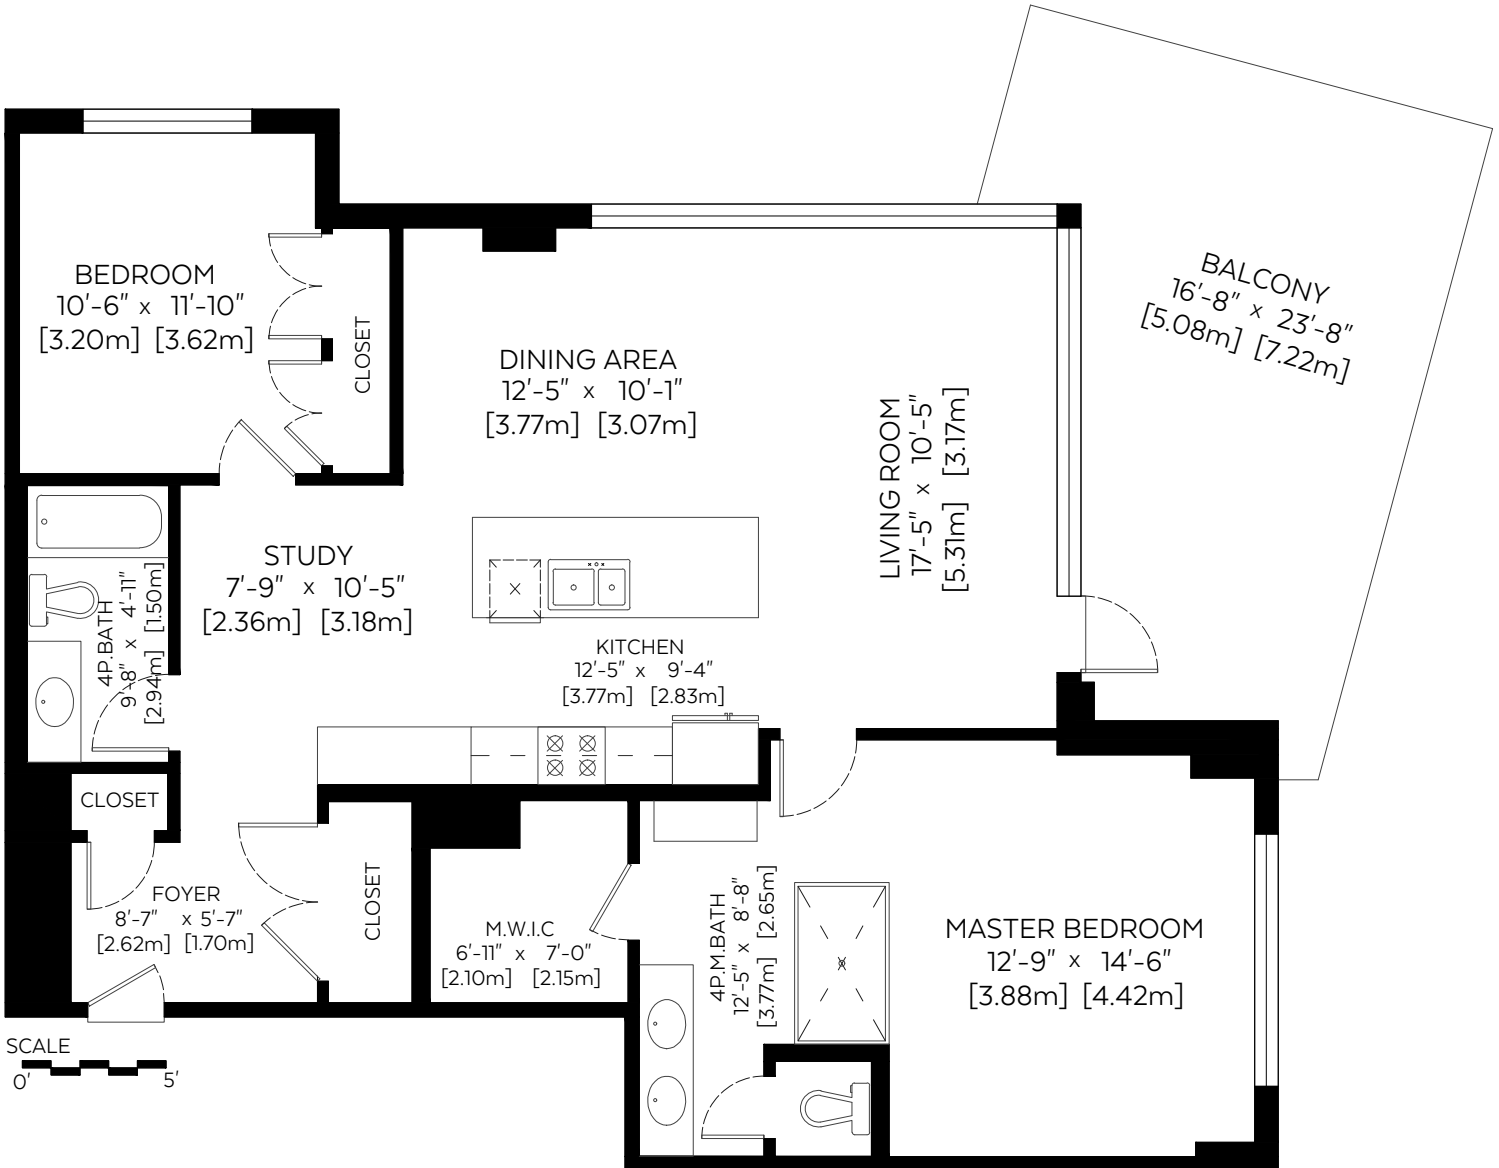 BALCONY
16'-8" x 23'-8"
[5.08m] [7.22m]
BEDROOM
10'-6" x 11'-10"
[3.20m] [3.62m]
CLOSET
DINING AREA
12'-5" x 10'-1"
[3.77m] [3.07m]
LIVING ROOM
17'-5" x 10'-5"
[5.31m] [3.17m]
STUDY
7'-9" x 10'-5"
[2.36m] [3.18m]
4P.BATH
9'-8" x 4'-11"
[2.94m] [1.50m]
KITCHEN
12'-5" x 9'-4"
[3.77m] [2.83m]
CLOSET
FOYER
8'-7" x 5'-7"
[2.62m] [1.70m]
CLOSET
M.W.I.C
6'-11" x 7'-0"
[2.10m] [2.15m]
4P.M.BATH
12'-5" x 8'-8"
[3.77m] [2.65m]
MASTER BEDROOM
12'-9" x 14'-6"
[3.88m] [4.42m]
SCALE
0' 5'